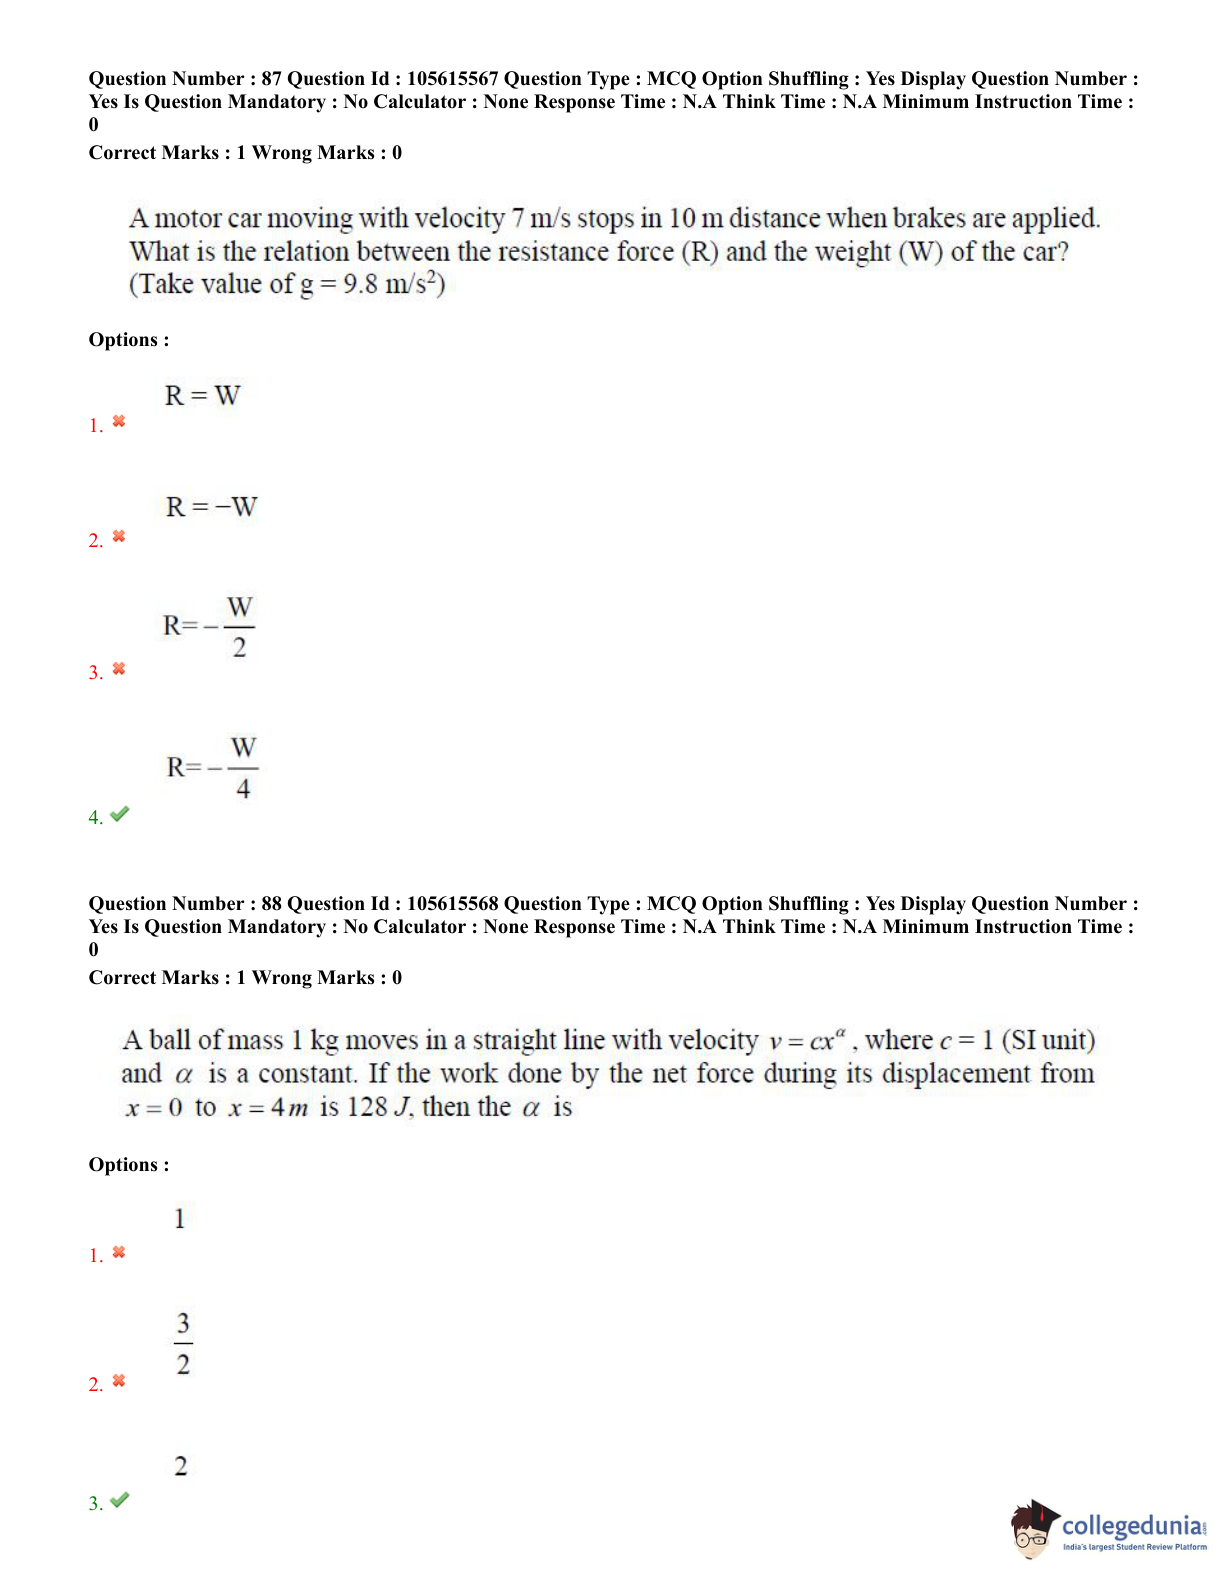 Question Number : 87 Question Id : 105615567 Question Type : MCQ Option Shuffling : Yes Display Question Number :
Yes Is Question Mandatory : No Calculator : None Response Time : N.A Think Time : N.A Minimum Instruction Time :
0
Correct Marks : 1 Wrong Marks : 0
A motor car moving with velocity 7 m/s stops in 10 m distance when brakes are applied.
What is the relation between the resistance force (R) and the weight (W) of the car?
(Take value of g = 9.8 m/s²)
Options :
R = W
1.
R = −W
2.
R= − W/2
3.
R= − W/4
4.
Question Number : 88 Question Id : 105615568 Question Type : MCQ Option Shuffling : Yes Display Question Number :
Yes Is Question Mandatory : No Calculator : None Response Time : N.A Think Time : N.A Minimum Instruction Time :
0
Correct Marks : 1 Wrong Marks : 0
A ball of mass 1 kg moves in a straight line with velocity v = cx^α , where c = 1 (SI unit)
and α is a constant. If the work done by the net force during its displacement from
x = 0 to x = 4 m is 128 J, then the α is
Options :
1
1.
3/2
2.
2
3.
collegedunia.com
India's largest Student Review Platform